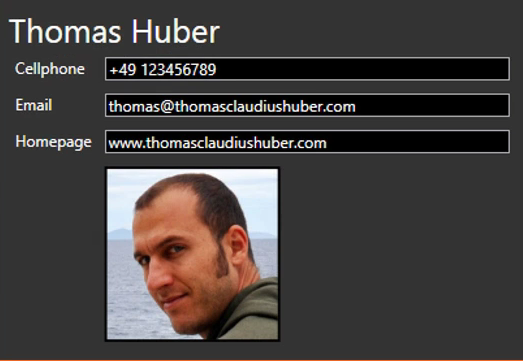 Thomas Huber
Cellphone +49 123456789
Email thomas@thomasclaudiushuber.com
Homepage www.thomasclaudiushuber.com